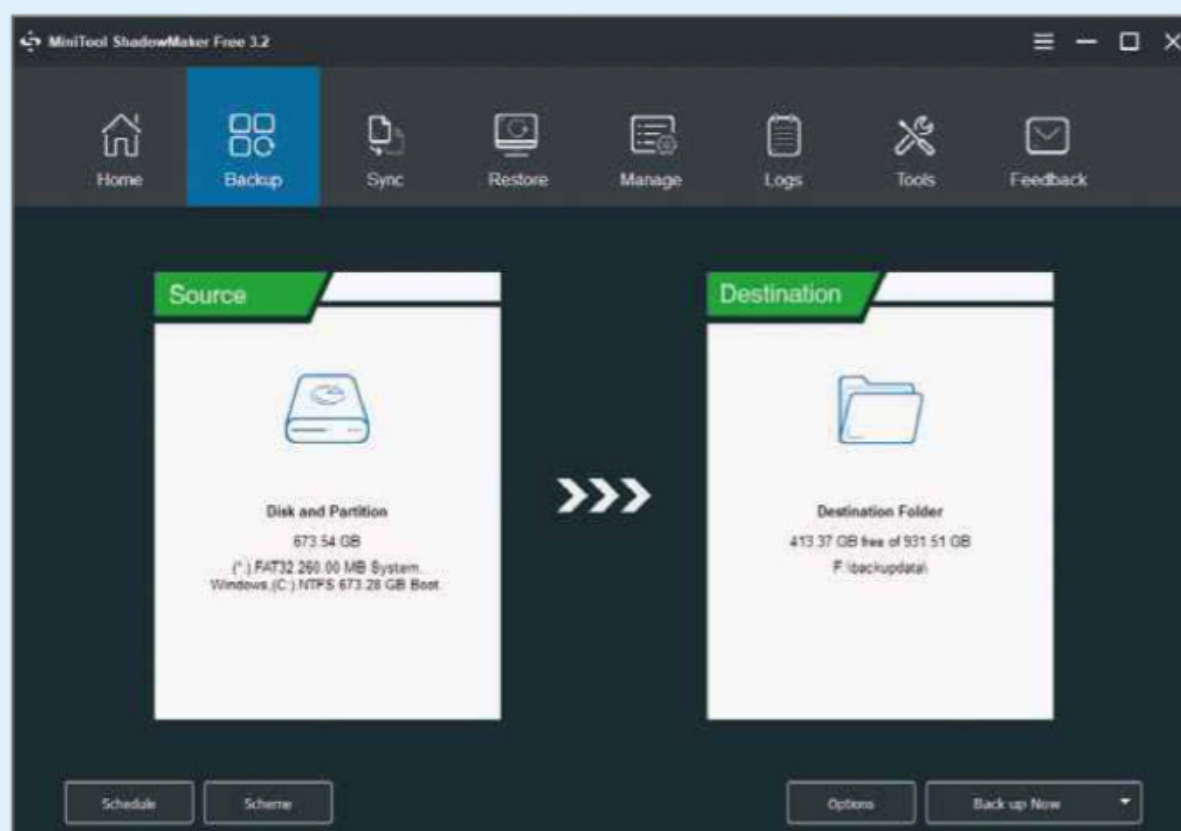 MiniTool ShadowMaker Free 3.2
Home
Backup
Sync
Restore
Manage
Logs
Tools
Feedback
Source
Disk and Partition
673.54 GB
(*:).FAT32 260.00 MB System.
Windows,(C:).NTFS 673.28 GB Boot.
Destination
Destination Folder
413.37 GB free of 931.51 GB
F:\backupdata\
Schedule
Scheme
Options
Back up Now